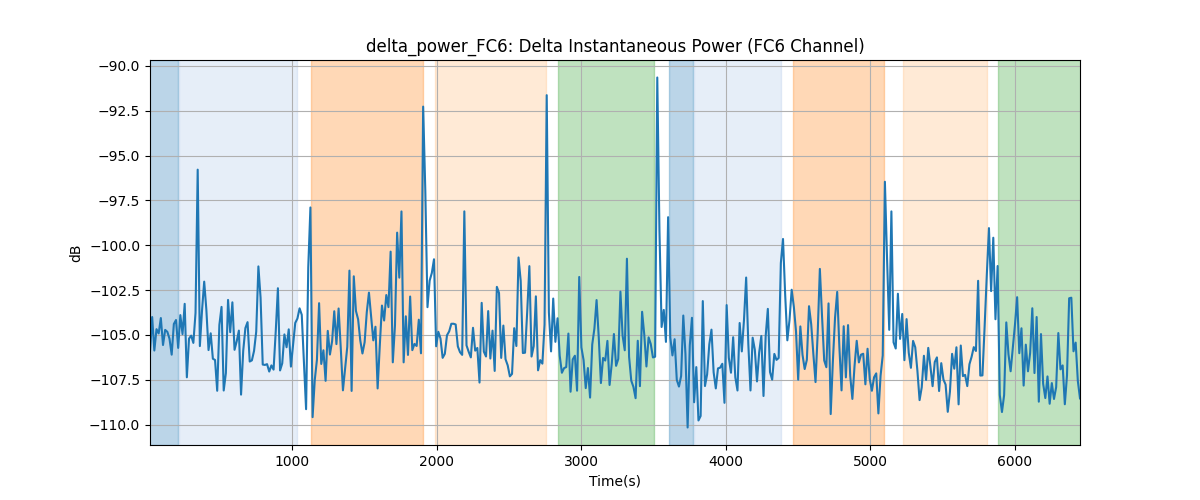 delta_power_FC6: Delta Instantaneous Power (FC6 Channel)
−90.0
−92.5
−95.0
−97.5
−100.0
−102.5
−105.0
−107.5
−110.0
dB
1000 2000 3000 4000 5000 6000
Time(s)